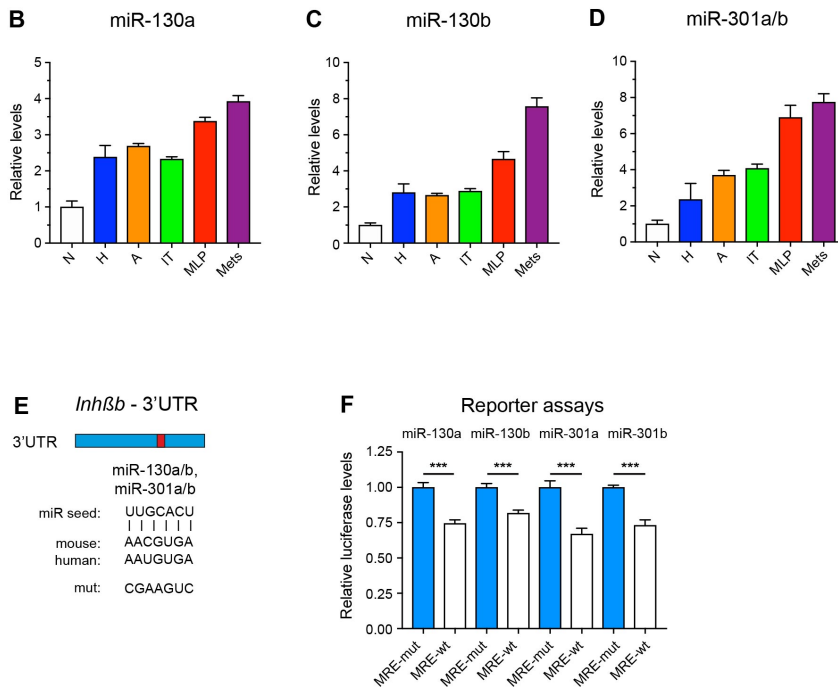 B
miR-130a
Relative levels
5
4
3
2
1
0
N
H
A
IT
MLP
Mets
C
miR-130b
Relative levels
10
8
6
4
2
0
N
H
A
IT
MLP
Mets
D
miR-301a/b
Relative levels
10
8
6
4
2
0
N
H
A
IT
MLP
Mets
E
Inhßb - 3'UTR
3'UTR
miR-130a/b,
miR-301a/b
miR seed: UUGCACU
mouse: AACGUGA
human: AAUGUGA
mut: CGAAGUC
F
Reporter assays
miR-130a miR-130b miR-301a miR-301b
Relative luciferase levels
1.25
1.00
0.75
0.50
0.25
0.00
*** *** *** ***
MRE-mut
MRE-wt
MRE-mut
MRE-wt
MRE-mut
MRE-wt
MRE-mut
MRE-wt